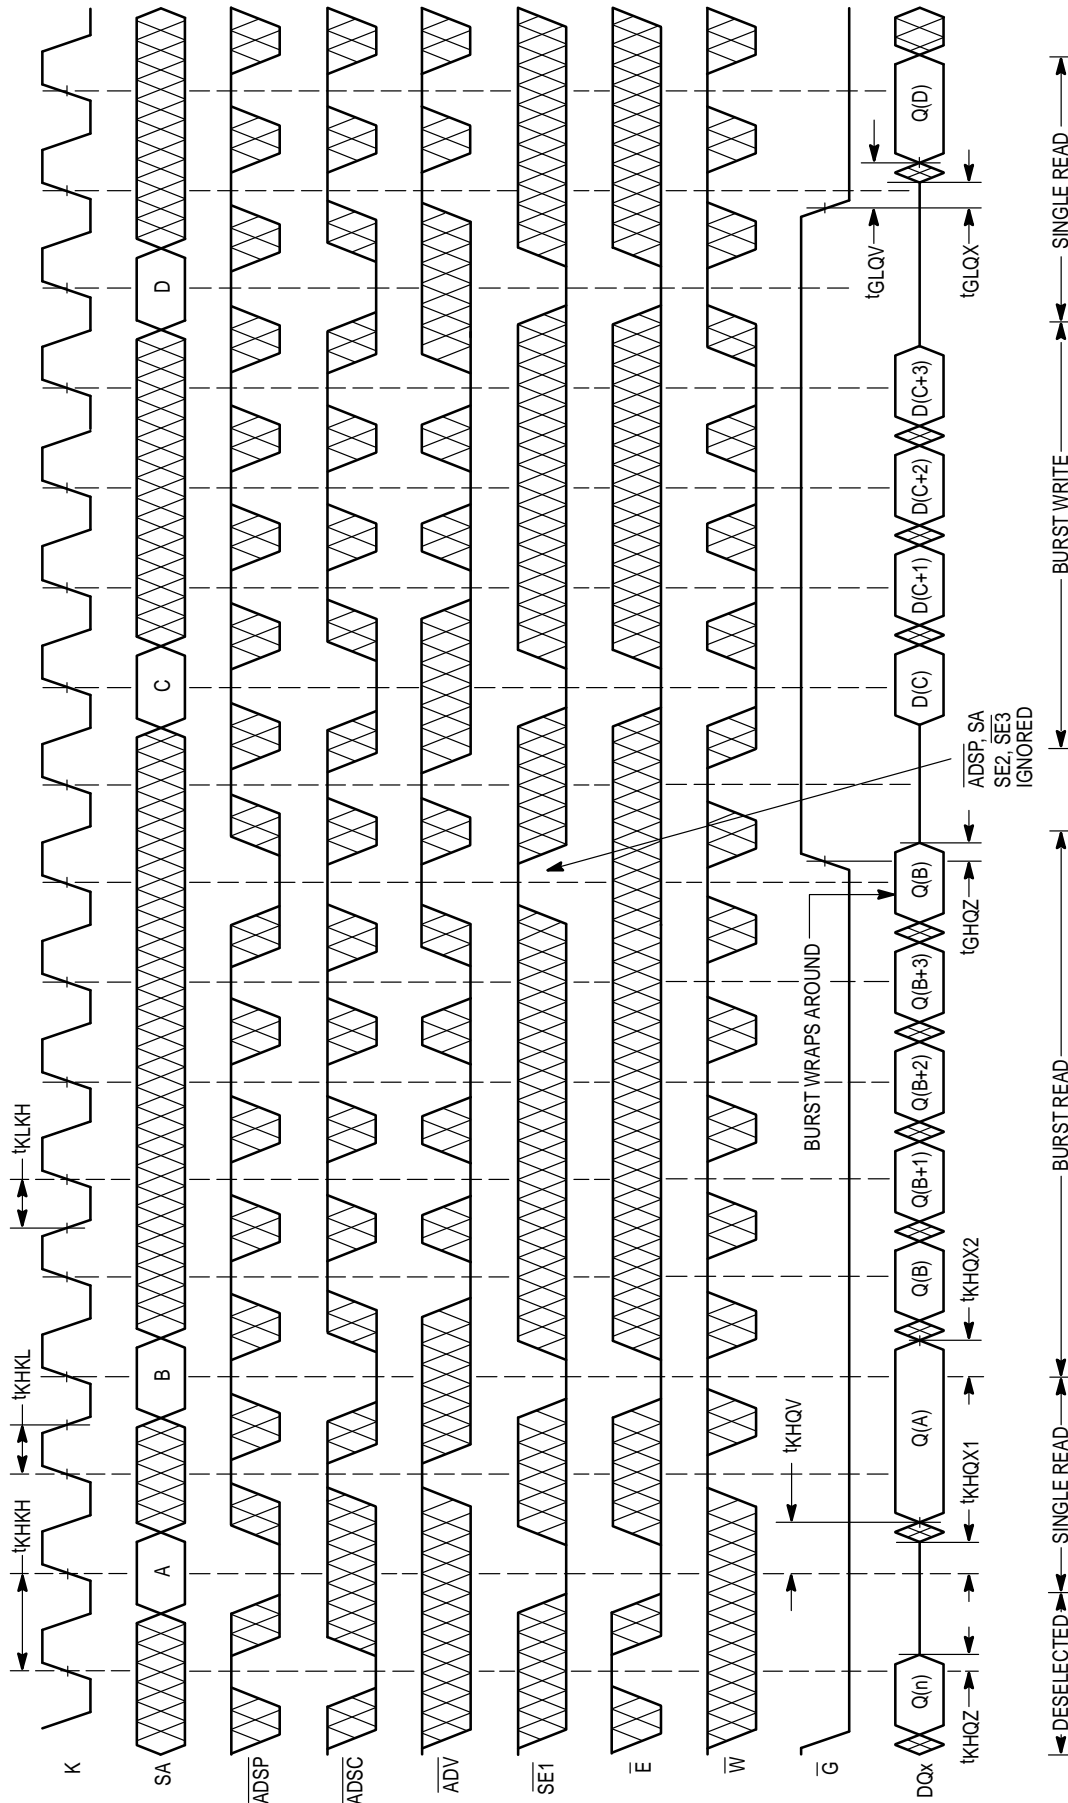 K
SA
ADSP
ADSC
ADV
SE1
E
W
G
DQx
tKHKH
tKHKL
tKLKH
A
B
C
D
tKHQV
BURST WRAPS AROUND
ADSP, SA
SE2, SE3
IGNORED
tGLQV
Q(n)
Q(A)
Q(B)
Q(B+1)
Q(B+2)
Q(B+3)
Q(B)
D(C)
D(C+1)
D(C+2)
D(C+3)
Q(D)
tKHQZ
tKHQX1
tKHQX2
tGHQZ
tGLQX
DESELECTED
SINGLE READ
BURST READ
BURST WRITE
SINGLE READ